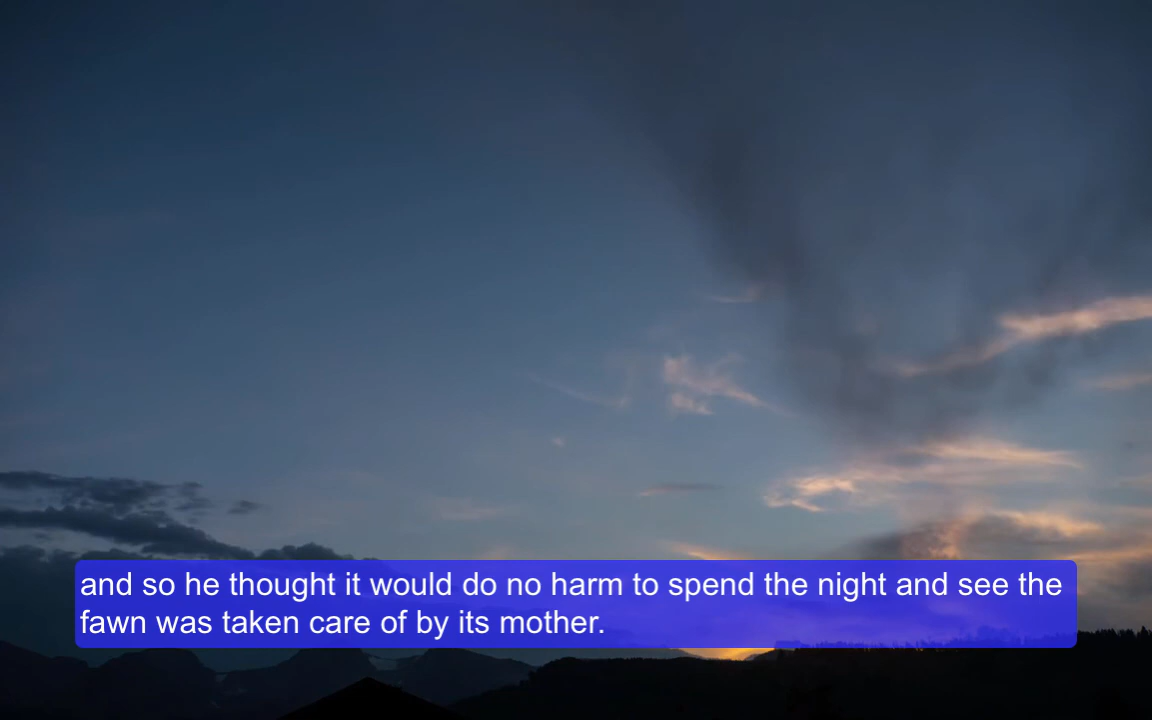 and so he thought it would do no harm to spend the night and see the
fawn was taken care of by its mother.